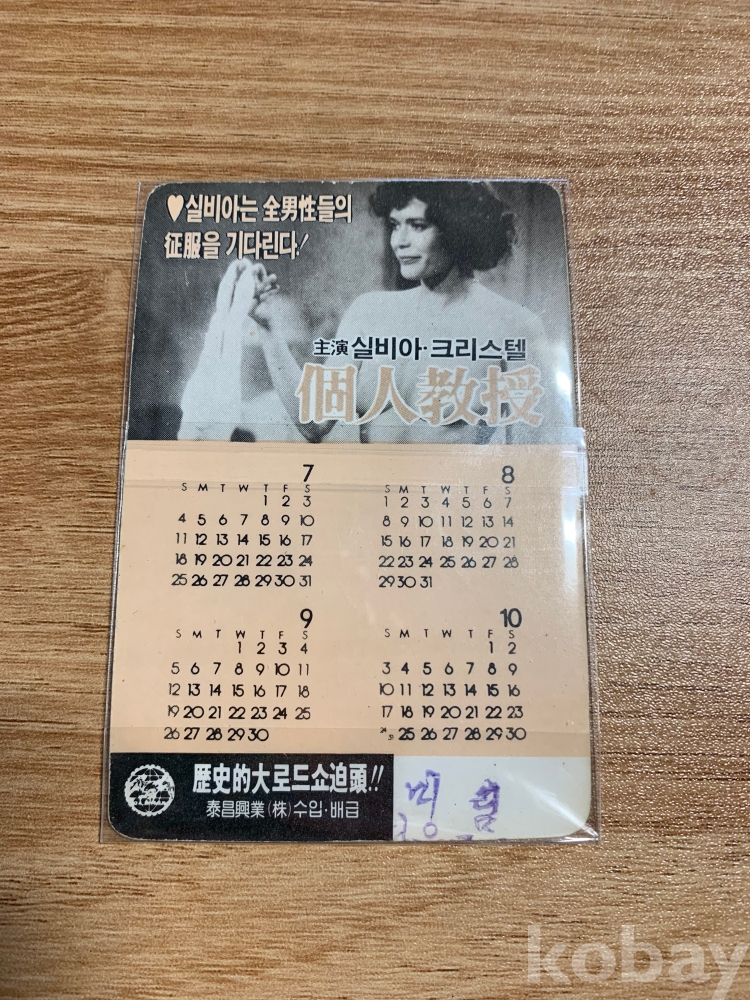 ♥실비아는 全男性들의
征服을 기다린다!
主演 실비아·크리스텔
個人教授
7
S M T W T F S
1 2 3
4 5 6 7 8 9 10
11 12 13 14 15 16 17
18 19 20 21 22 23 24
25 26 27 28 29 30 31
8
S M T W T F S
1 2 3 4 5 6 7
8 9 10 11 12 13 14
15 16 17 18 19 20 21
22 23 24 25 26 27 28
29 30 31
9
S M T W T F S
1 2 3 4
5 6 7 8 9 10 11
12 13 14 15 16 17 18
19 20 21 22 23 24 25
26 27 28 29 30
10
S M T W T F S
1 2
3 4 5 6 7 8 9
10 11 12 13 14 15 16
17 18 19 20 21 22 23
24/31 25 26 27 28 29 30
歴史的大로드쇼迫頭!!
泰昌興業(株)수입·배급
kobay